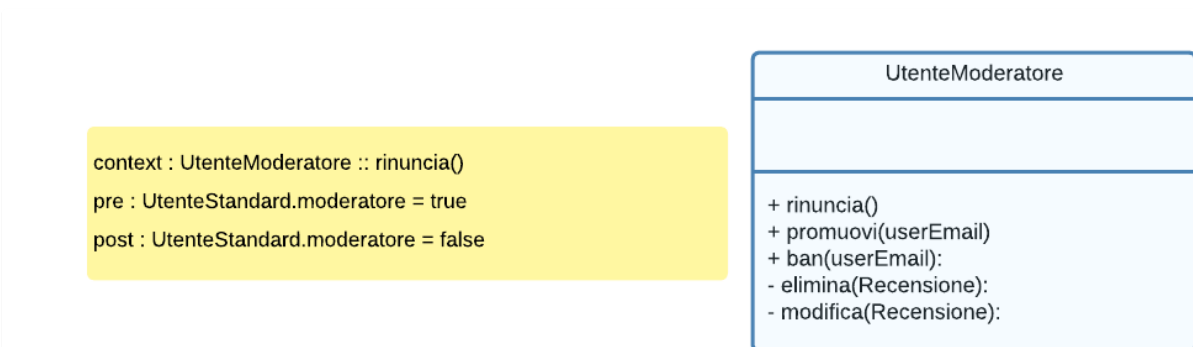 context : UtenteModeratore :: rinuncia()
pre : UtenteStandard.moderatore = true
post : UtenteStandard.moderatore = false
UtenteModeratore
+ rinuncia()
+ promuovi(userEmail)
+ ban(userEmail):
- elimina(Recensione):
- modifica(Recensione):